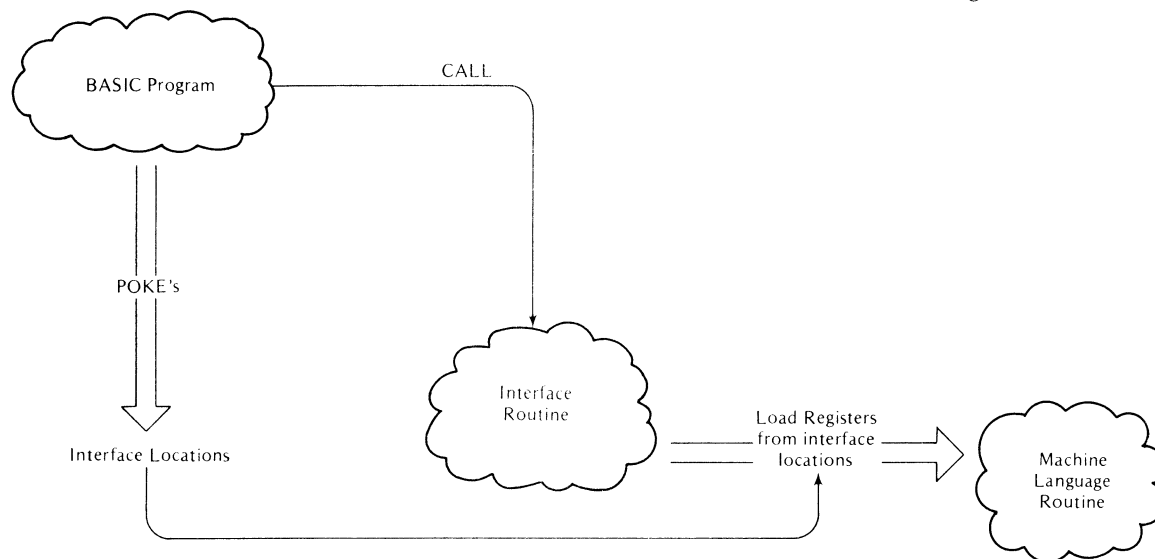 CALL
BASIC Program
POKE's
Interface
Routine
Load Registers
from interface
locations
Interface Locations
Machine
Language
Routine